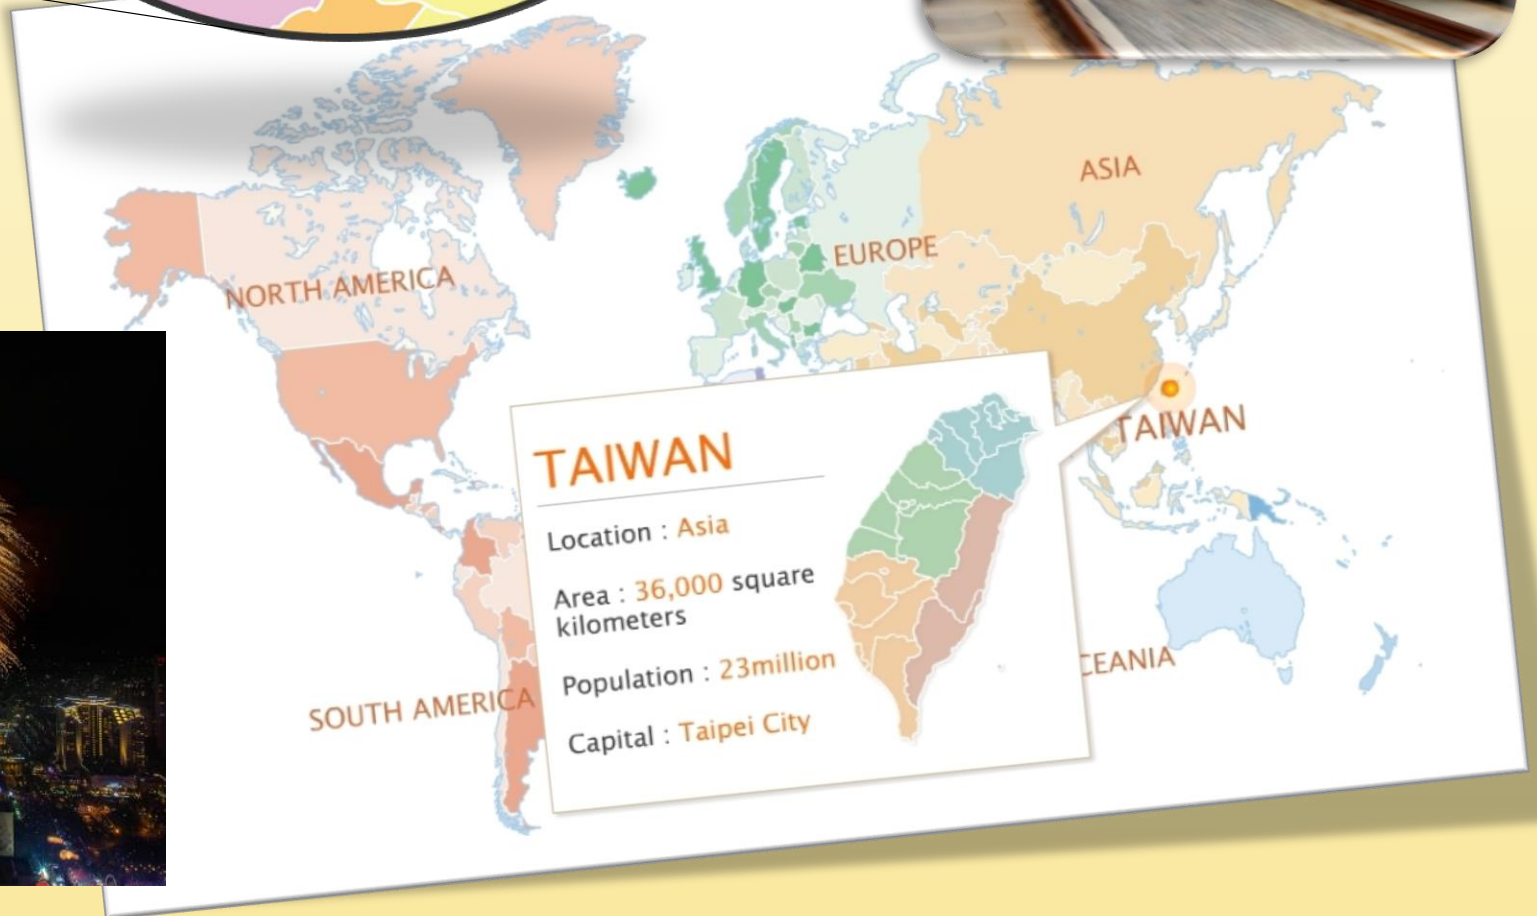 ASIA
EUROPE
NORTH AMERICA
TAIWAN
TAIWAN
Location : Asia
Area : 36,000 square
kilometers
Population : 23million
Capital : Taipei City
CEANIA
SOUTH AMERICA